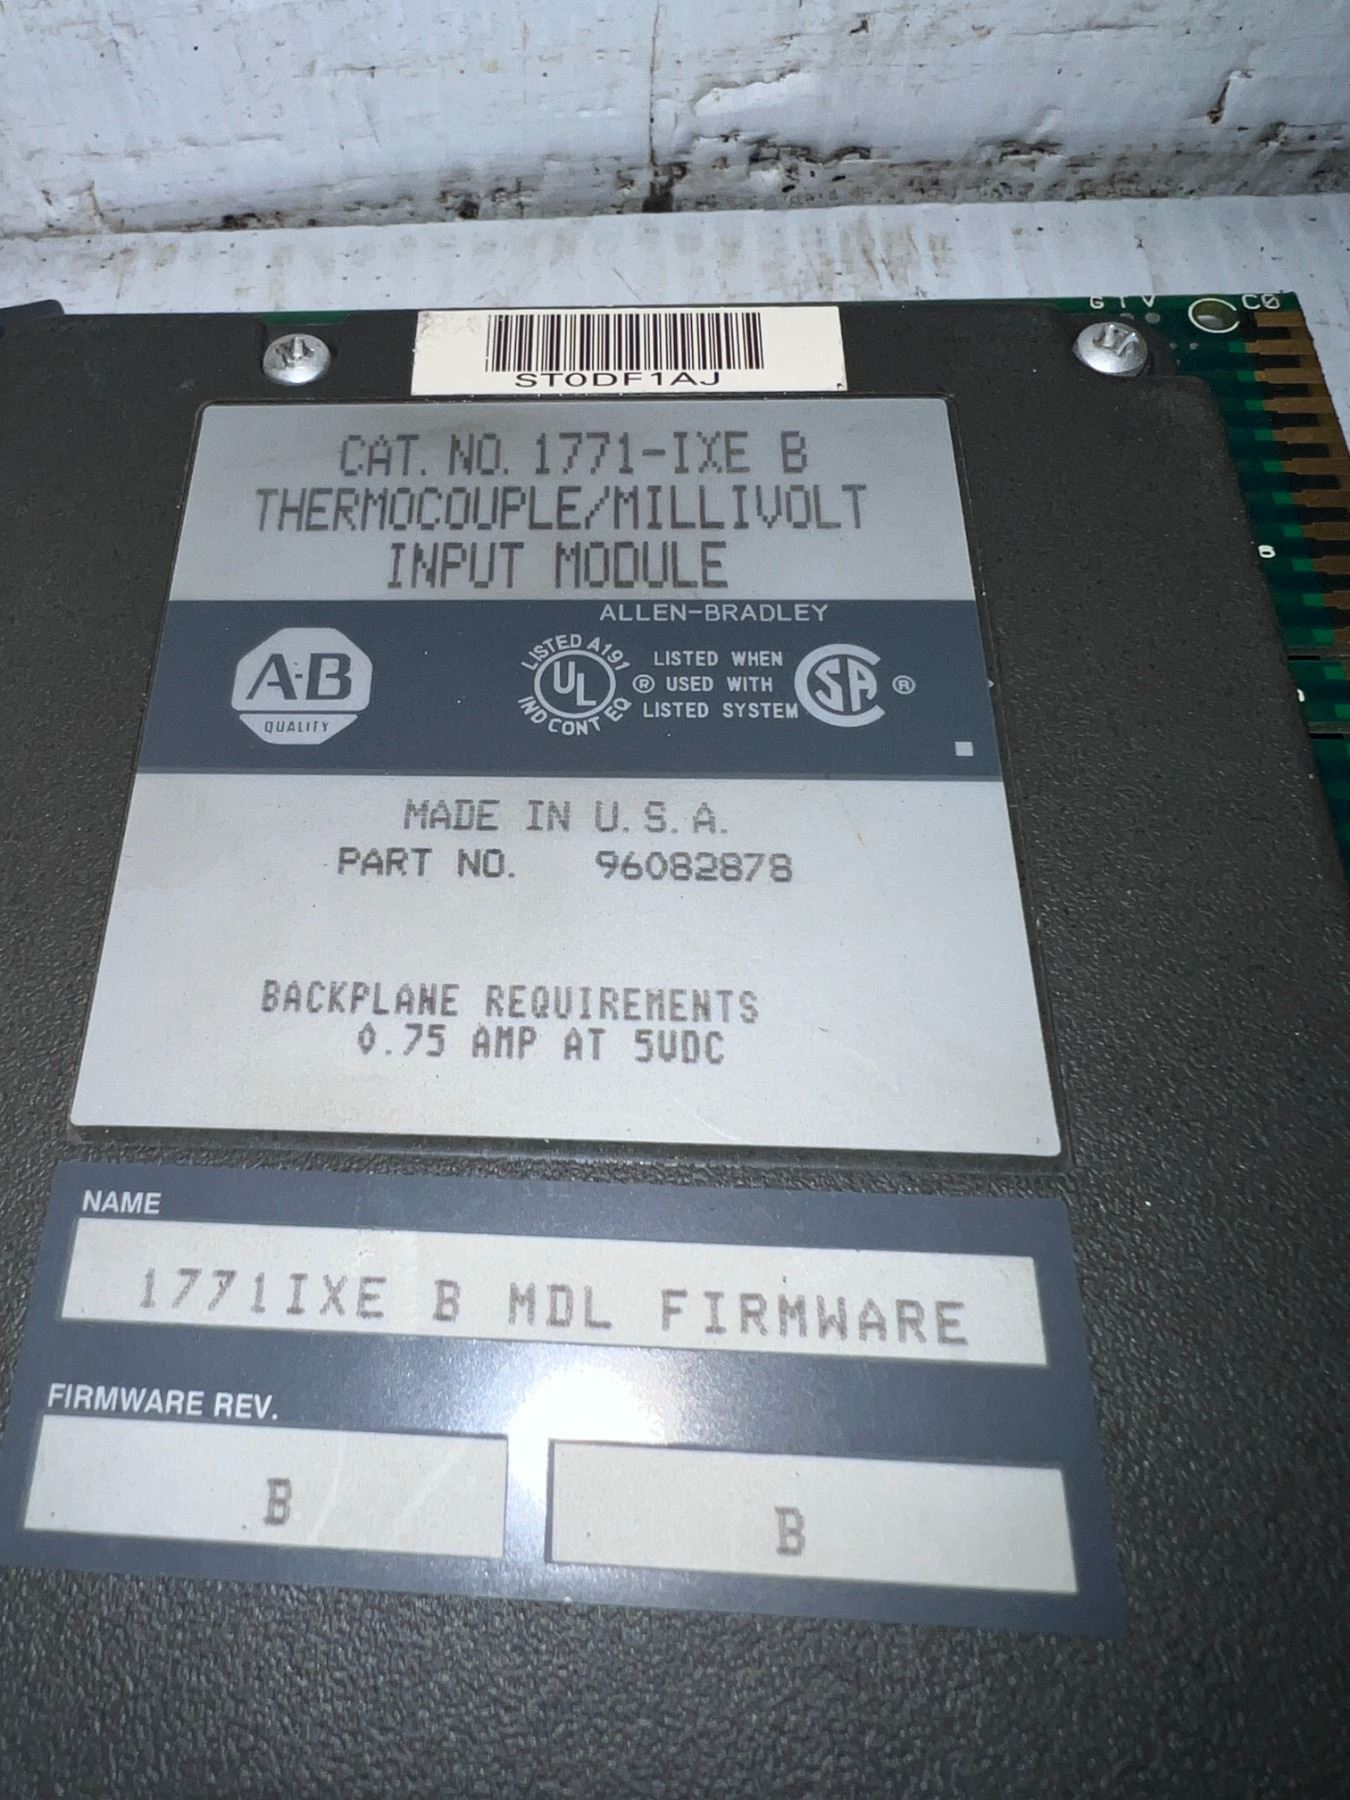 GTV
C0
ST0DF1AJ
CAT. NO. 1771-IXE B
THERMOCOUPLE/MILLIVOLT
INPUT MODULE
ALLEN-BRADLEY
A-B
QUALITY
LISTED A191
UL
IND CONT EQ
®
LISTED WHEN
USED WITH
LISTED SYSTEM
SA
®
MADE IN U.S.A.
PART NO. 96082878
BACKPLANE REQUIREMENTS
0.75 AMP AT 5VDC
NAME
1771IXE B MDL FIRMWARE
FIRMWARE REV.
B
B